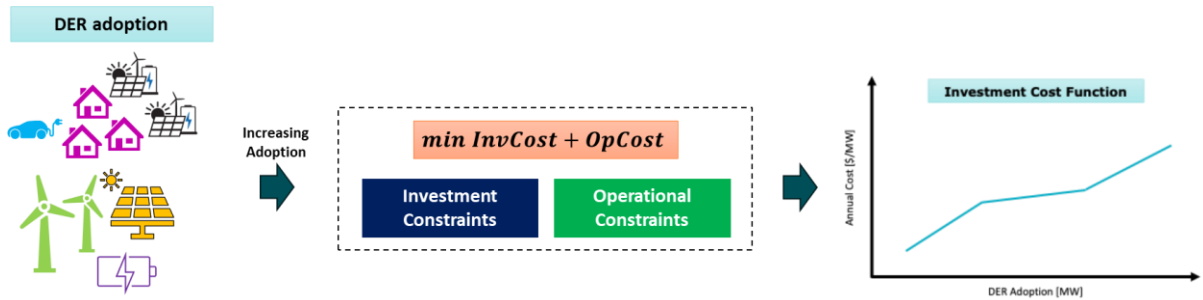 DER adoption
Increasing
Adoption
min InvCost + OpCost
Investment
Constraints
Operational
Constraints
Investment Cost Function
Annual Cost [$/MW]
DER Adoption [MW]